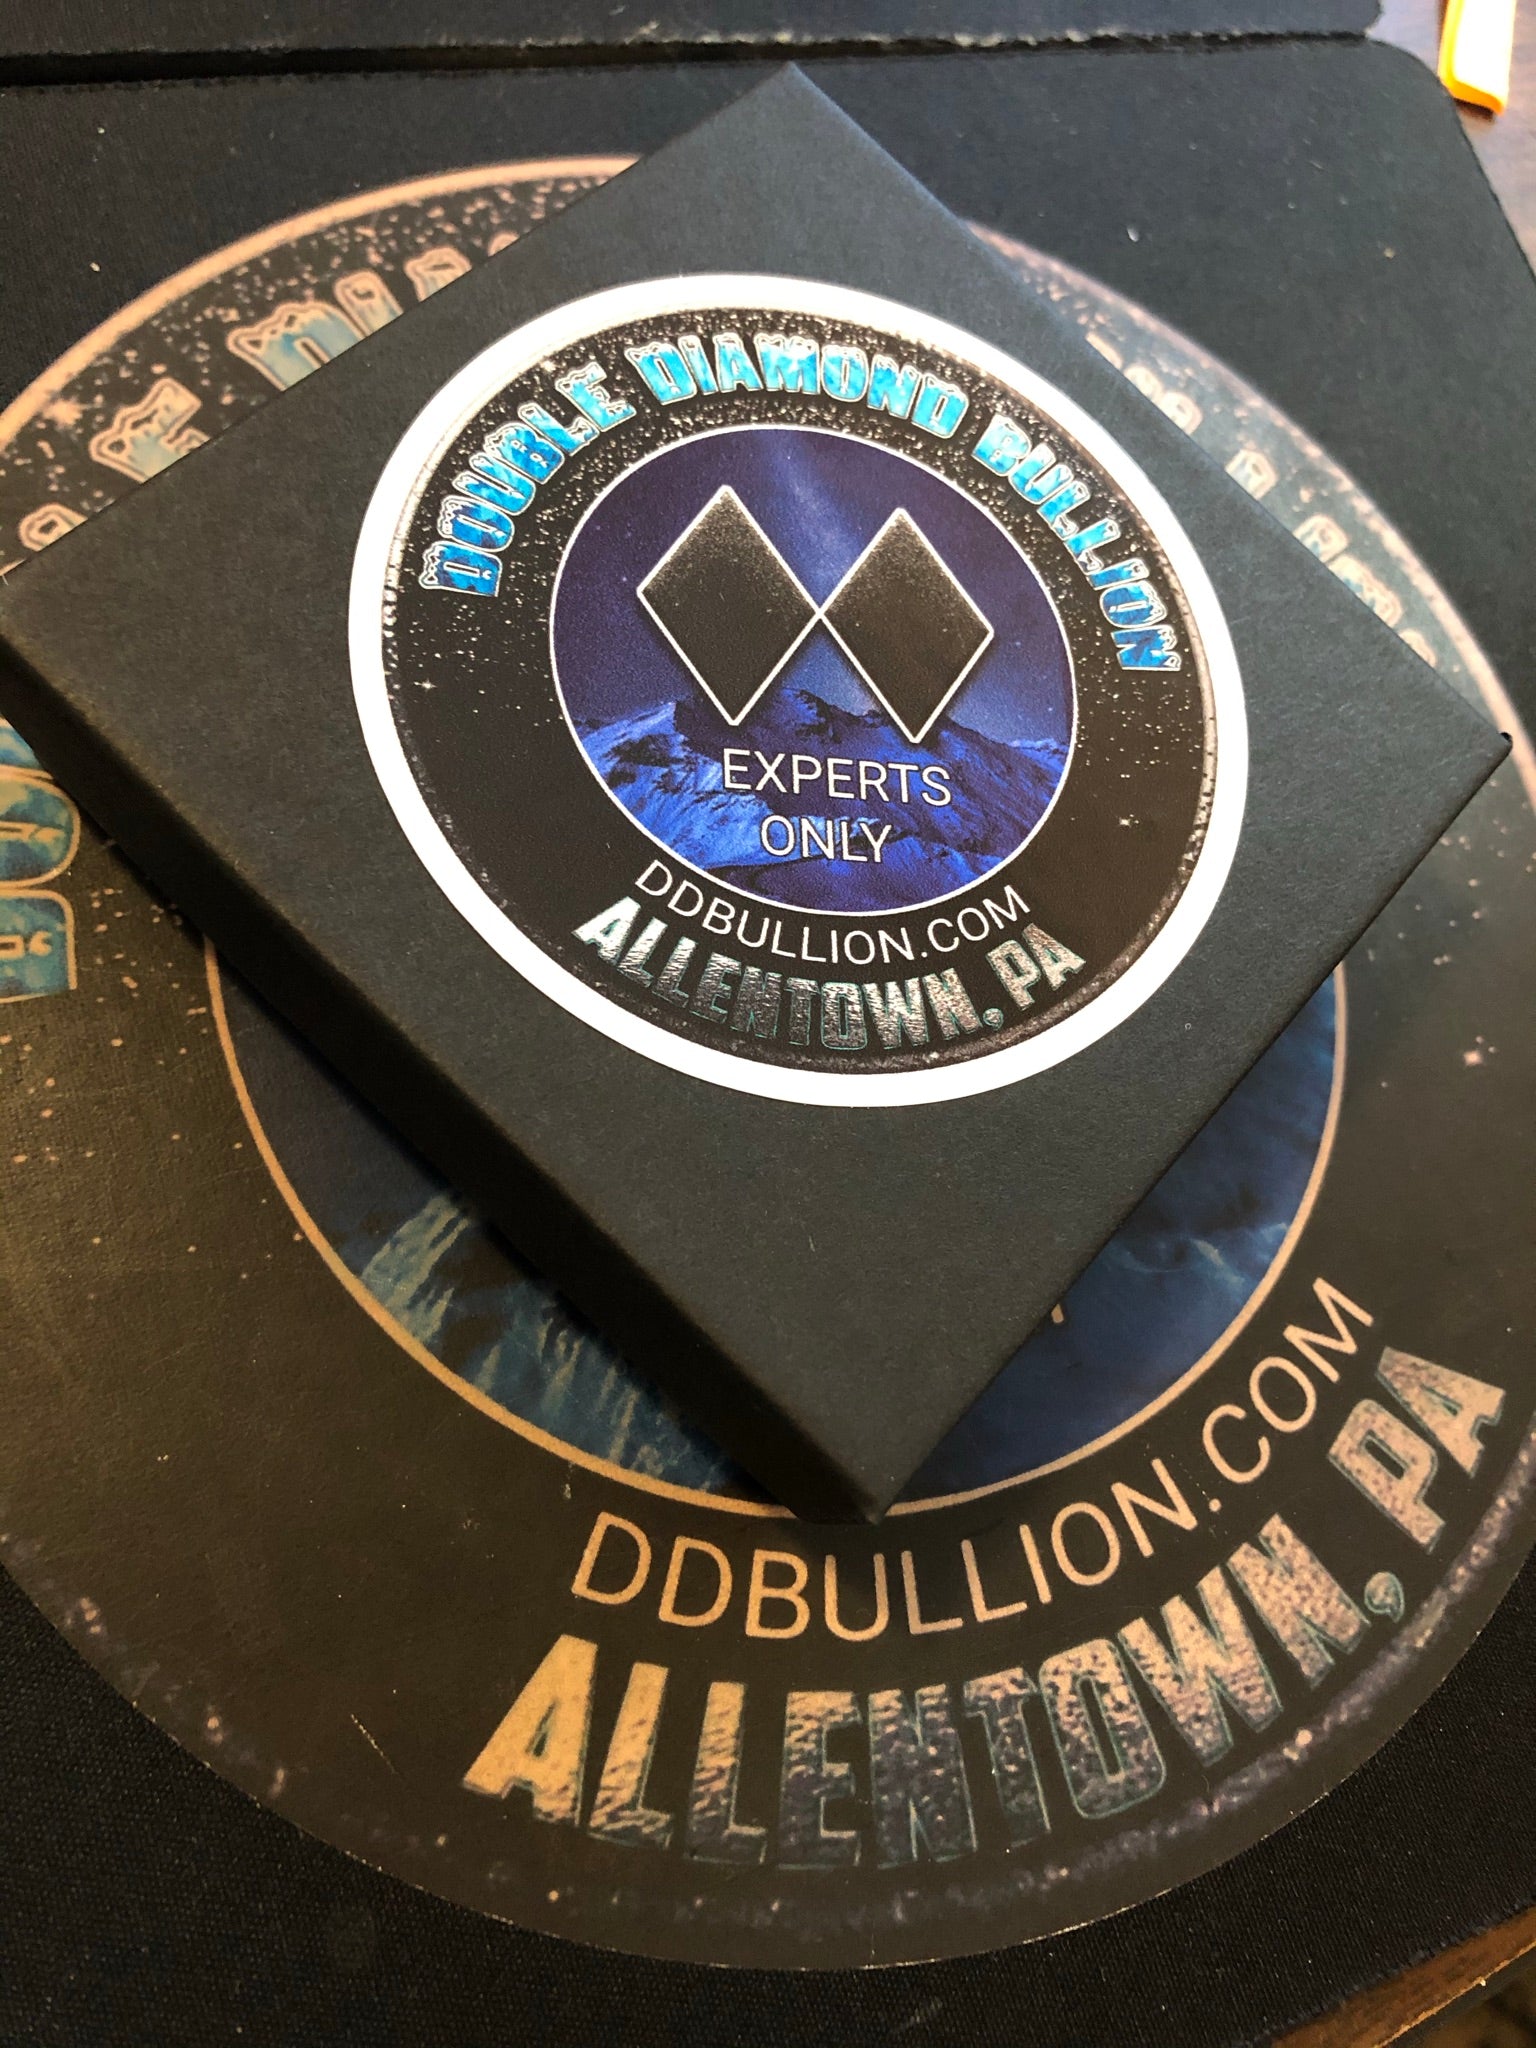 DOUBLE DIAMOND BULLION
EXPERTS
ONLY
DDBULLION.COM
ALLENTOWN, PA
DDBULLION.COM
ALLENTOWN, PA